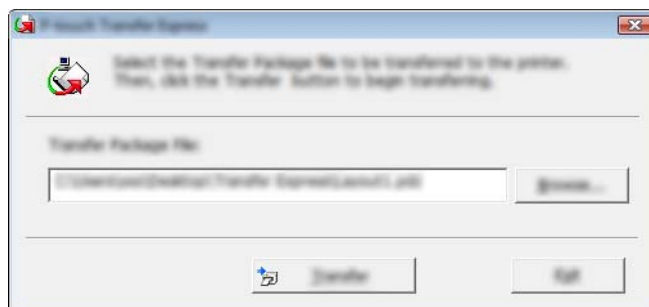 P-touch Transfer Express
Select the Transfer Package file to be transferred to the printer.
Then, click the Transfer button to begin transferring.
Transfer Package File:
Browse...
Transfer
Exit